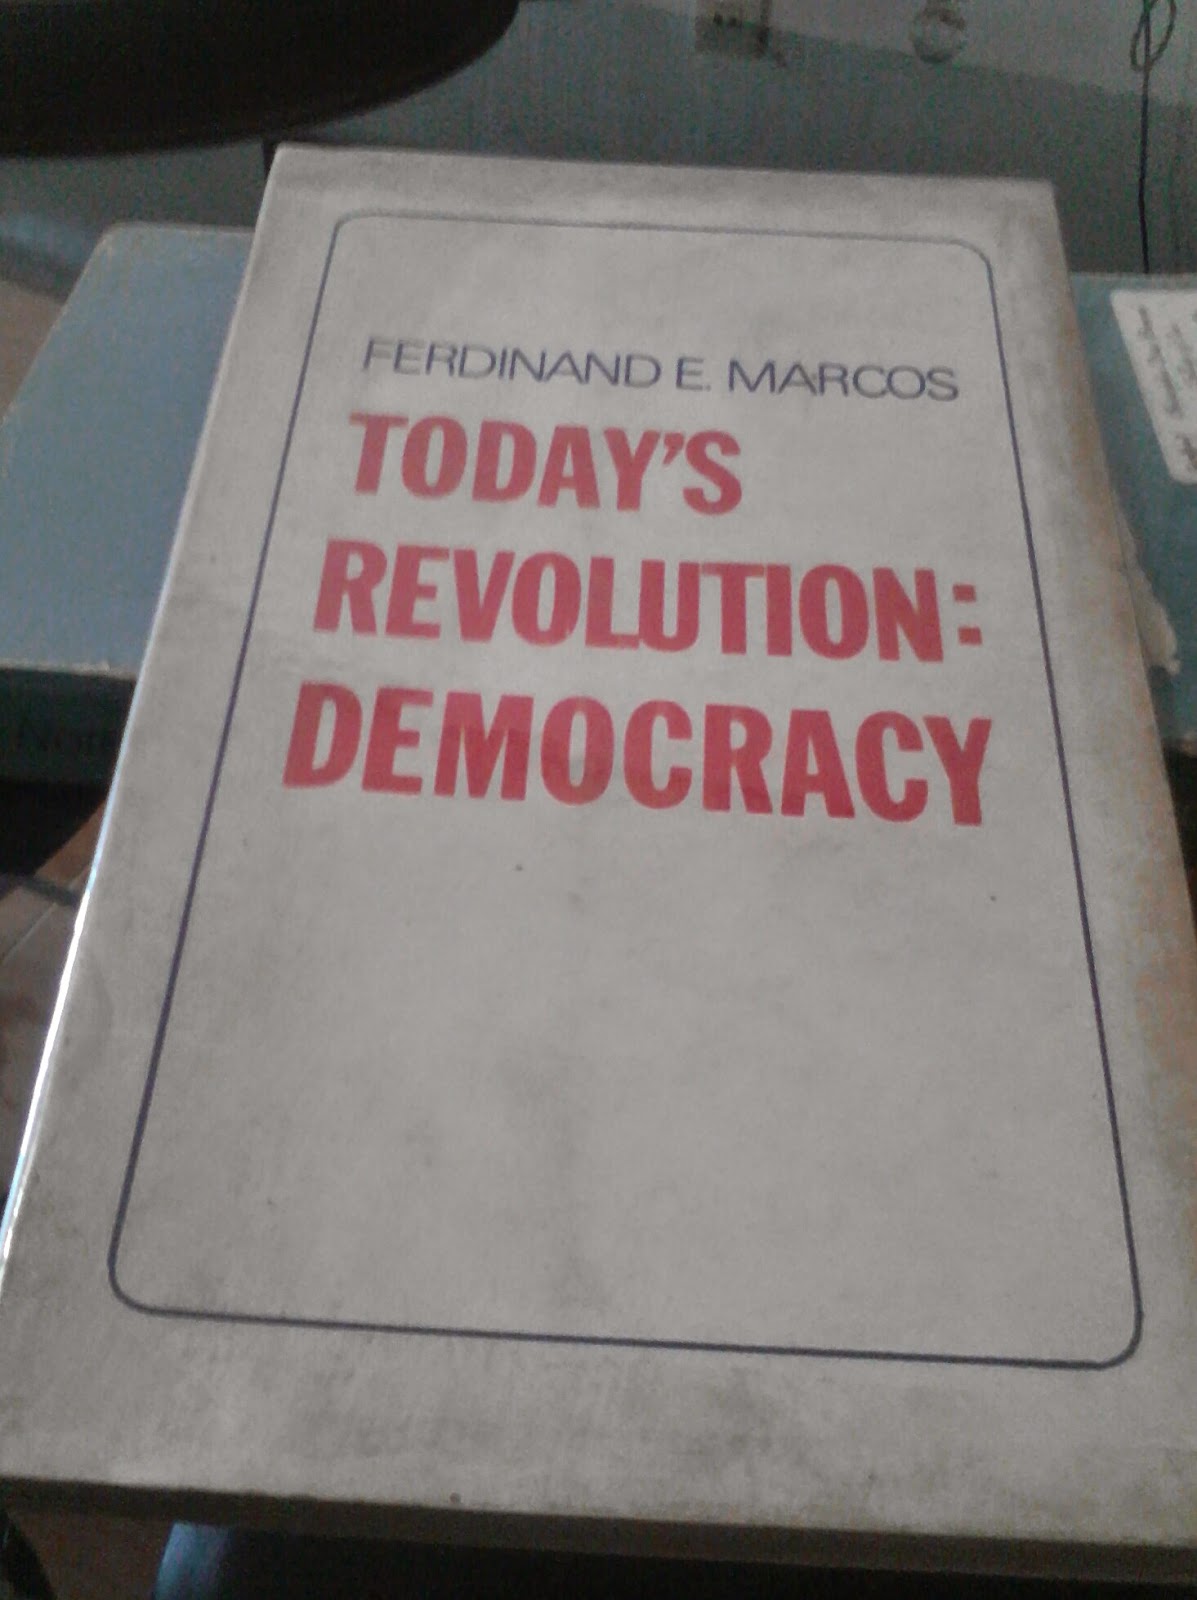 FERDINAND E. MARCOS
TODAY'S
REVOLUTION:
DEMOCRACY